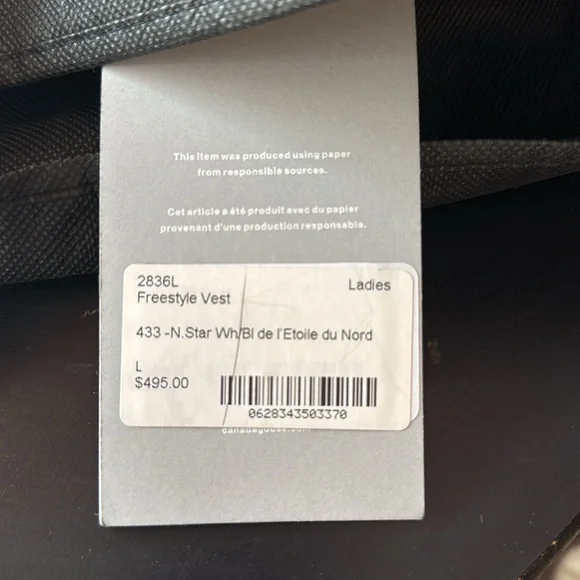 This item was produced using paper
from responsible sources.
Cet article a été produit avec du papier
provenant d'une production responsable.
2836L Ladies
Freestyle Vest
433 -N.Star Wh/Bl de l'Etoile du Nord
L
$495.00
0628343503370